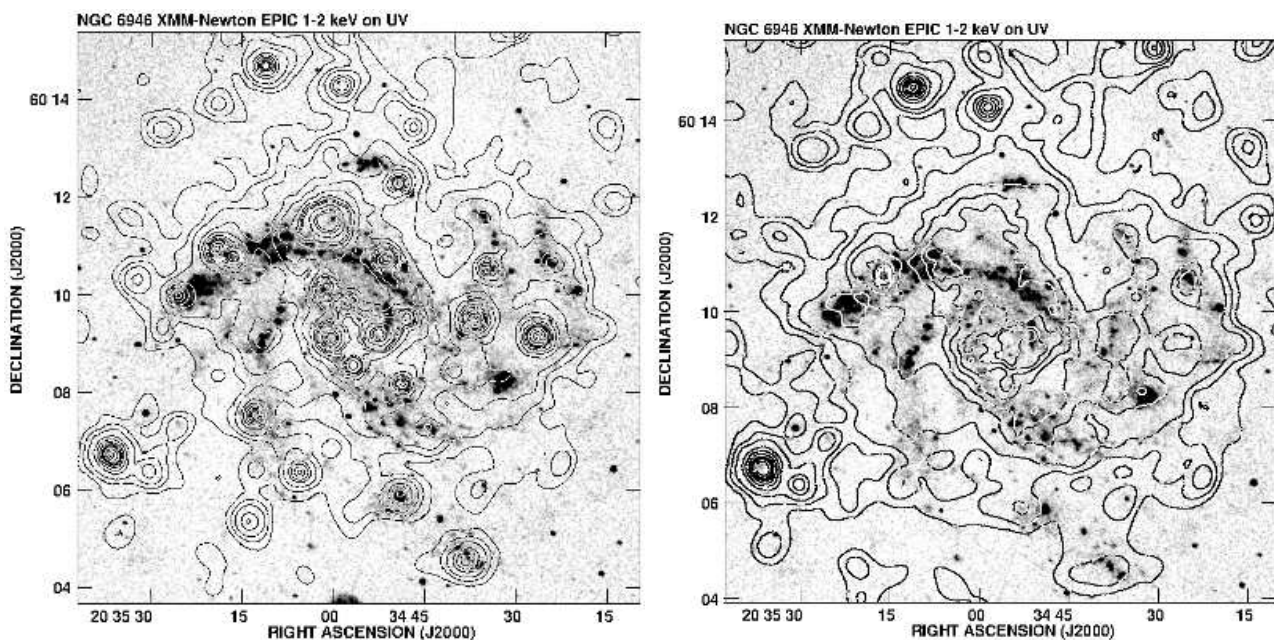 NGC 6946 XMM-Newton EPIC 1-2 keV on UV
DECLINATION (J2000)
60 14
12
10
08
06
04
20 35 30
15
00
34 45
30
15
RIGHT ASCENSION (J2000)
NGC 6946 XMM-Newton EPIC 1-2 keV on UV
DECLINATION (J2000)
60 14
12
10
08
06
04
20 35 30
15
00
34 45
30
15
RIGHT ASCENSION (J2000)